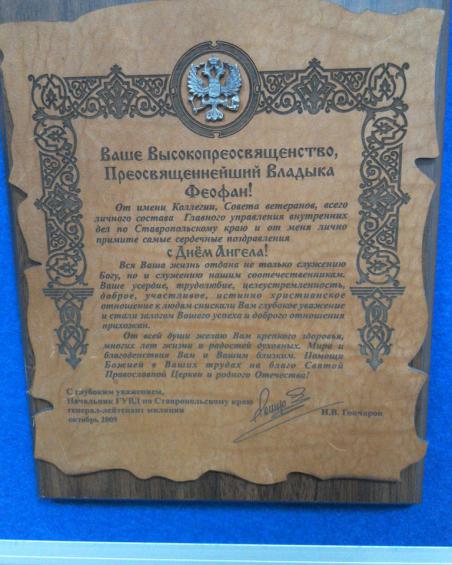 Ваше Высокопреосвященство,
Преосвященнейший Владыка
Феофан!
От имени Коллегии, Совета ветеранов, всего
личного состава Главного управления внутренних
дел по Ставропольскому краю и от меня лично
примите самые сердечные поздравления
с Днём Ангела!
Вся Ваша жизнь отдана не только служению
Богу, но и служению нашим соотечественникам.
Ваше усердие, трудолюбие, целеустремленность,
доброе, участливое, истинно христианское
отношение к людям снискали Вам глубокое уважение
и стали залогом Вашего успеха и доброго отношения
прихожан.
От всей души желаю Вам крепкого здоровья,
многих лет жизни и радостей духовных. Мира и
благоденствия Вам и Вашим близким. Помощи
Божией в Ваших трудах на благо Святой
Православной Церкви и родного Отечества!
С глубоким уважением,
Начальник ГУВД по Ставропольскому краю
генерал-лейтенант милиции
Н.В. Гончаров
октябрь 2005